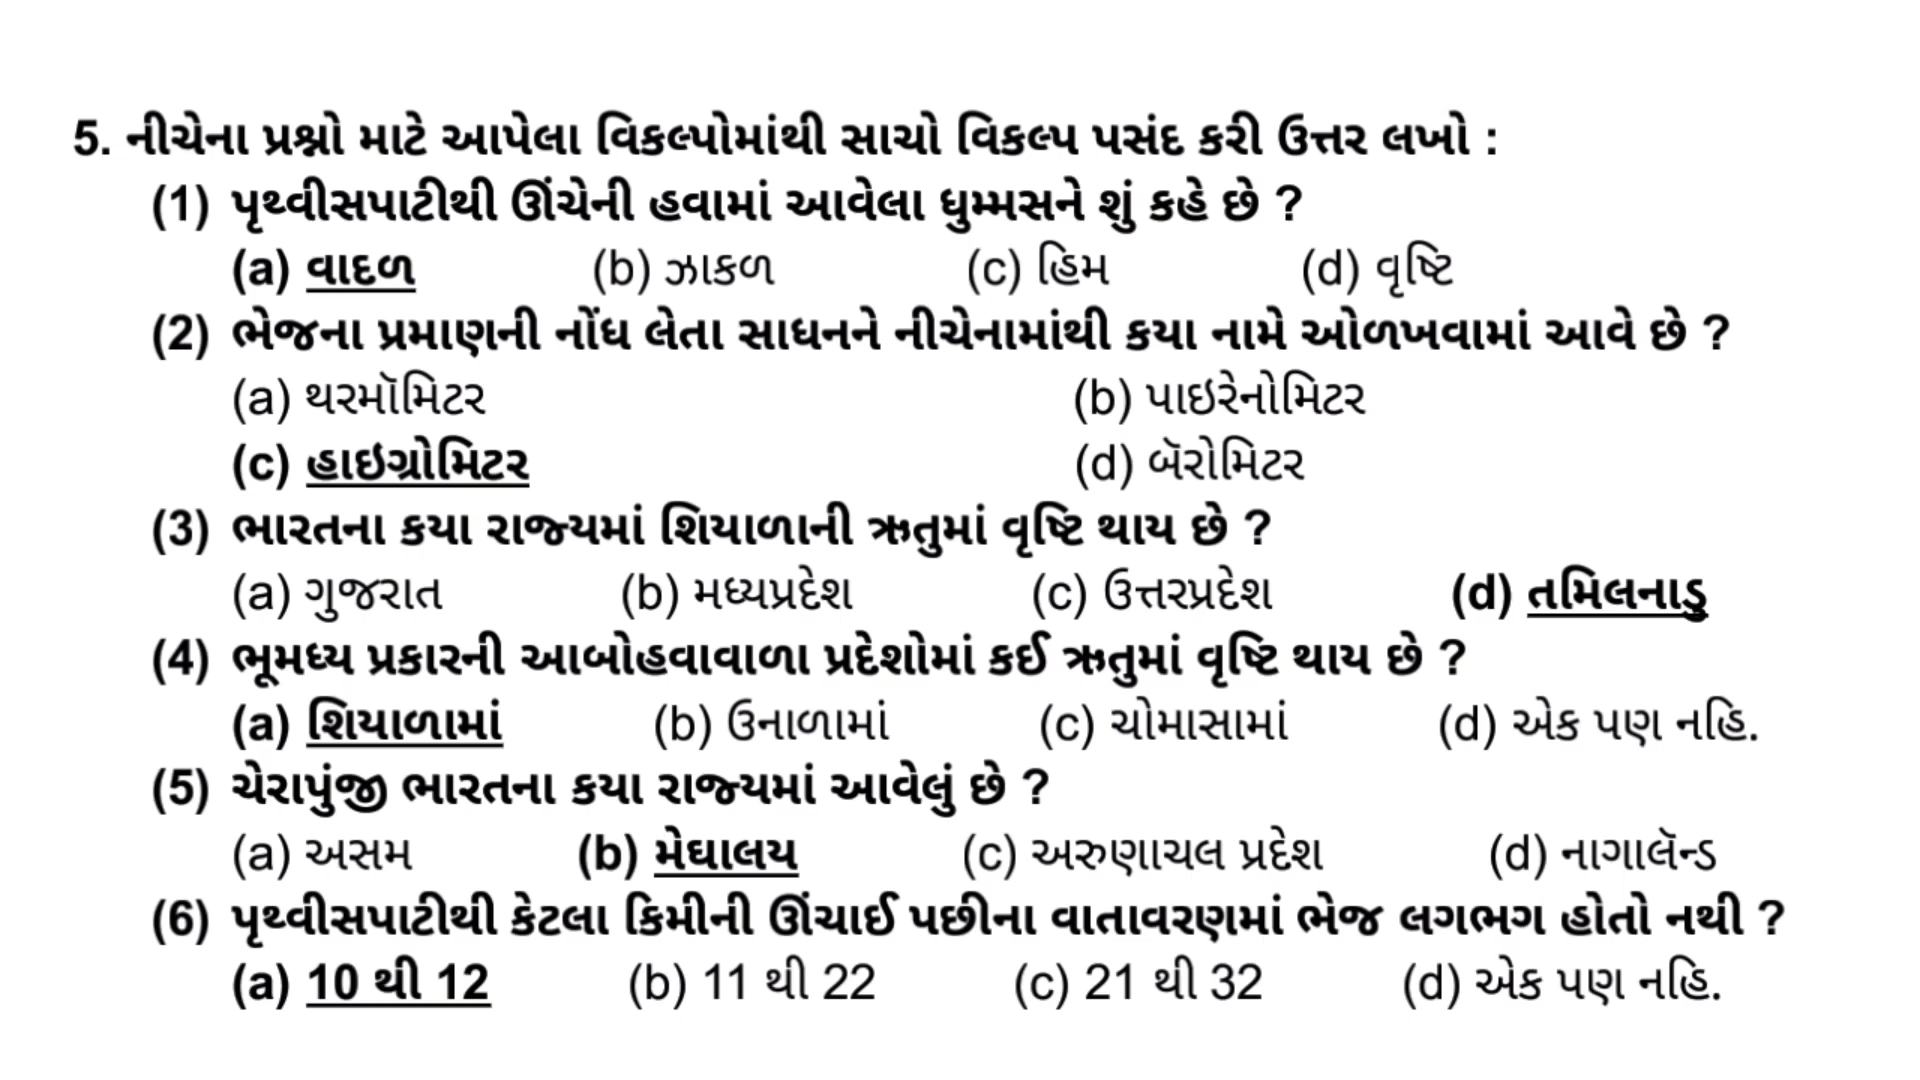 5. નીચેના પ્રશ્નો માટે આપેલા વિકલ્પોમાંથી સાચો વિકલ્પ પસંદ કરી ઉત્તર લખો :
(1) પૃથ્વીસપાટીથી ઊંચેની હવામાં આવેલા ધુમ્મસને શું કહે છે ?
(a) વાદળ (b) ઝાકળ (c) હિમ (d) વૃષ્ટિ
(2) ભેજના પ્રમાણની નોંધ લેતા સાધનને નીચેનામાંથી કયા નામે ઓળખવામાં આવે છે ?
(a) થરમૉમિટર (b) પાઇરેનોમિટર
(c) હાઇગ્રોમિટર (d) બૅરોમિટર
(3) ભારતના કયા રાજ્યમાં શિયાળાની ઋતુમાં વૃષ્ટિ થાય છે ?
(a) ગુજરાત (b) મધ્યપ્રદેશ (c) ઉત્તરપ્રદેશ (d) તમિલનાડુ
(4) ભૂમધ્ય પ્રકારની આબોહવાવાળા પ્રદેશોમાં કઈ ઋતુમાં વૃષ્ટિ થાય છે ?
(a) શિયાળામાં (b) ઉનાળામાં (c) ચોમાસામાં (d) એક પણ નહિ.
(5) ચેરાપુંજી ભારતના કયા રાજ્યમાં આવેલું છે ?
(a) અસમ (b) મેઘાલય (c) અરુણાચલ પ્રદેશ (d) નાગાલૅન્ડ
(6) પૃથ્વીસપાટીથી કેટલા કિમીની ઊંચાઈ પછીના વાતાવરણમાં ભેજ લગભગ હોતો નથી ?
(a) 10 થી 12 (b) 11 થી 22 (c) 21 થી 32 (d) એક પણ નહિ.